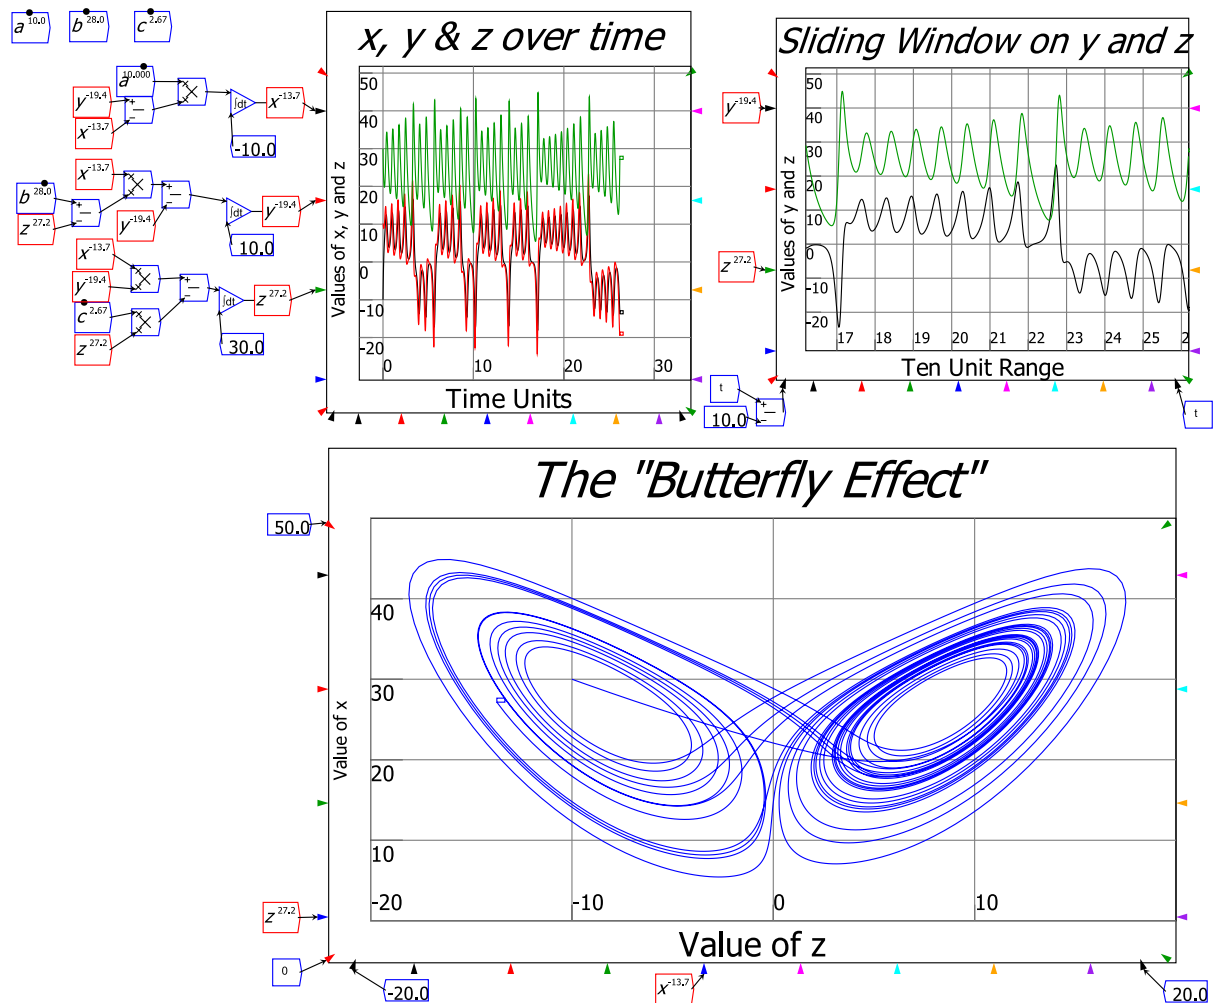 a 10.0 b 28.0 c 2.67
x, y & z over time
Sliding Window on y and z
a 10.000
y -19.4
x -13.7
+
−
×
∫dt
x -13.7
-10.0
x -13.7
b 28.0
z 27.2
+
−
×
y -19.4
+
−
∫dt
y -19.4
10.0
x -13.7
y -19.4
×
c 2.67
z 27.2
×
+
−
∫dt
z 27.2
30.0
Values of x, y and z
50
40
30
20
10
0
-10
-20
0 10 20 30
Time Units
y -19.4
z 27.2
Values of y and z
50
40
30
20
10
0
-10
-20
17 18 19 20 21 22 23 24 25 2
Ten Unit Range
t
10.0
+
−
t
The "Butterfly Effect"
50.0
Value of x
40
30
20
10
-20 -10 0 10
Value of z
z 27.2
0
-20.0
x -13.7
20.0